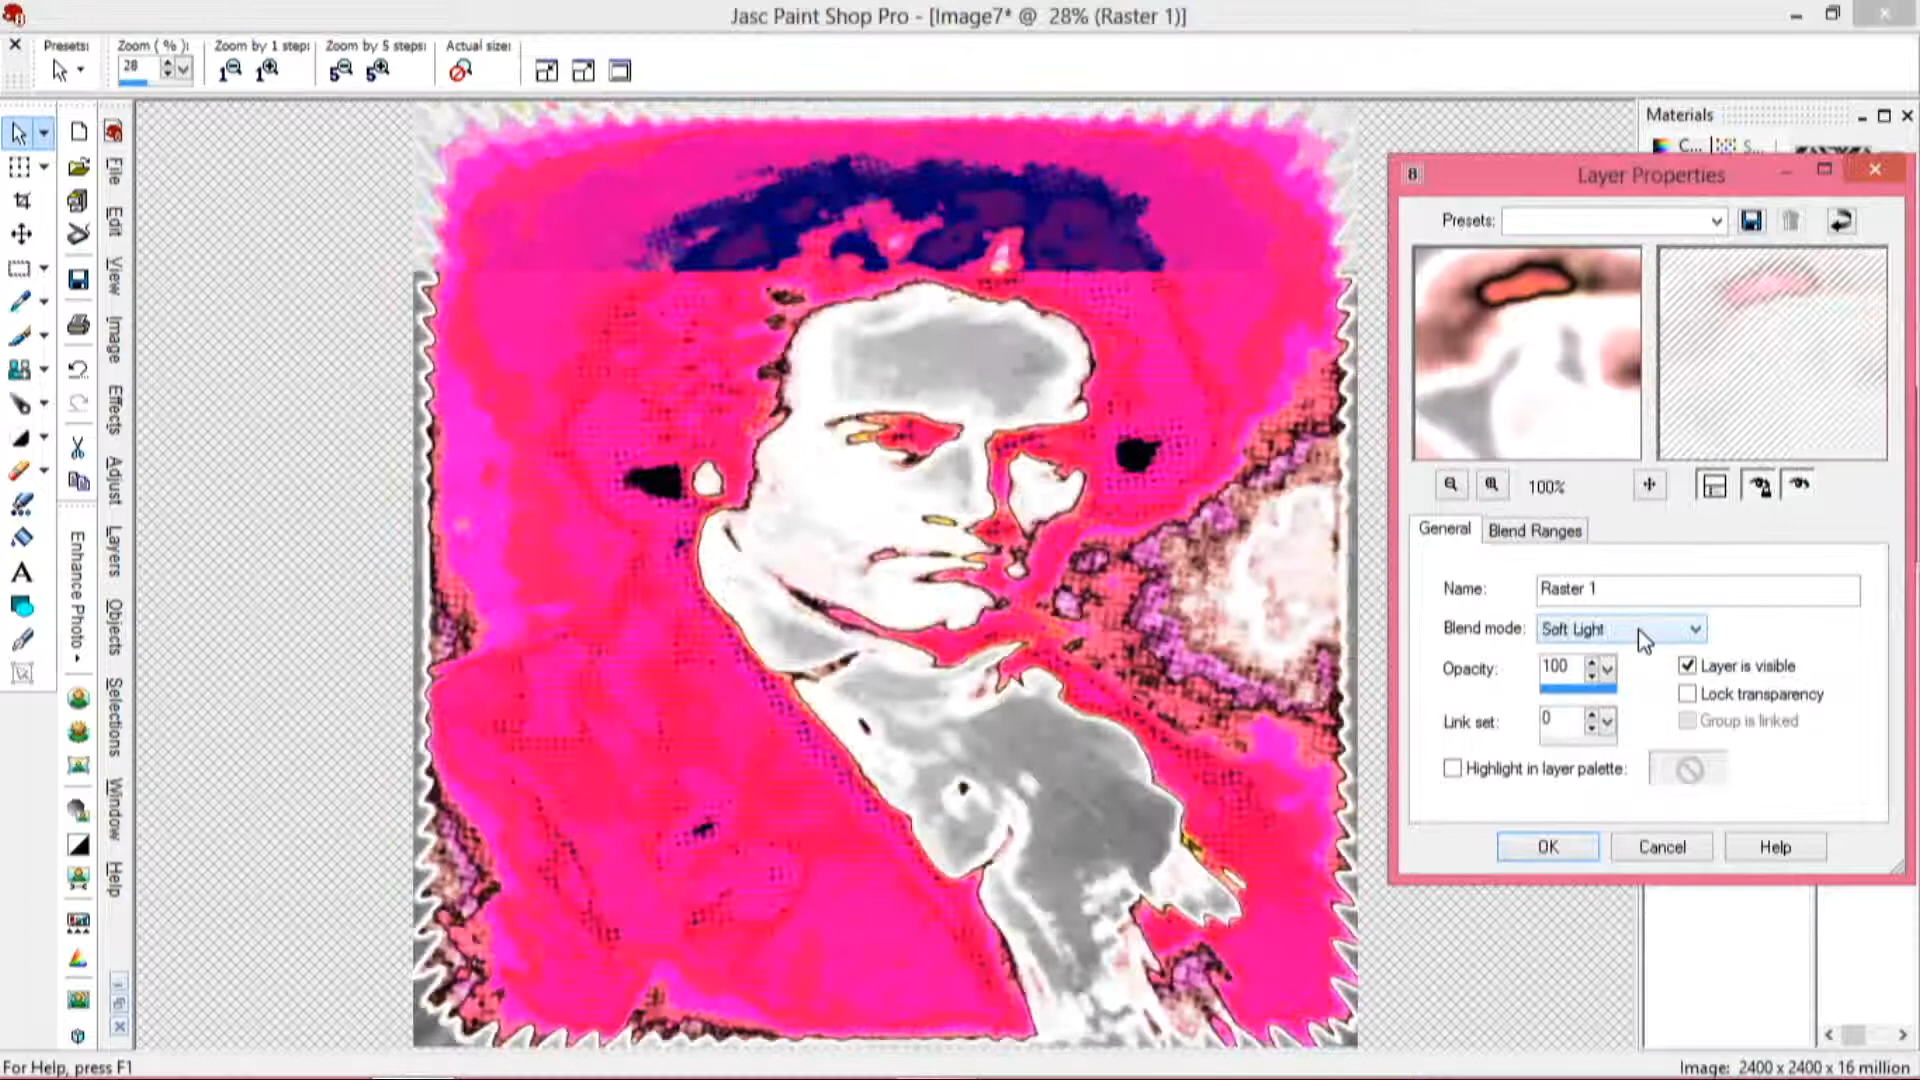 Jasc Paint Shop Pro - [Image7* @ 28% (Raster 1)]
Presets: Zoom ( % ): Zoom by 1 step: Zoom by 5 steps: Actual size:
28
Materials
C... S...
8 Layer Properties
Presets:
100%
General Blend Ranges
Name: Raster 1
Blend mode: Soft Light
Opacity: 100 Layer is visible
Lock transparency
Link set: 0 Group is linked
Highlight in layer palette:
OK Cancel Help
File
Edit
View
Image
Effects
Adjust
Layers
Objects
Selections
Window
Help
Enhance Photo
For Help, press F1
Image: 2400 x 2400 x 16 million